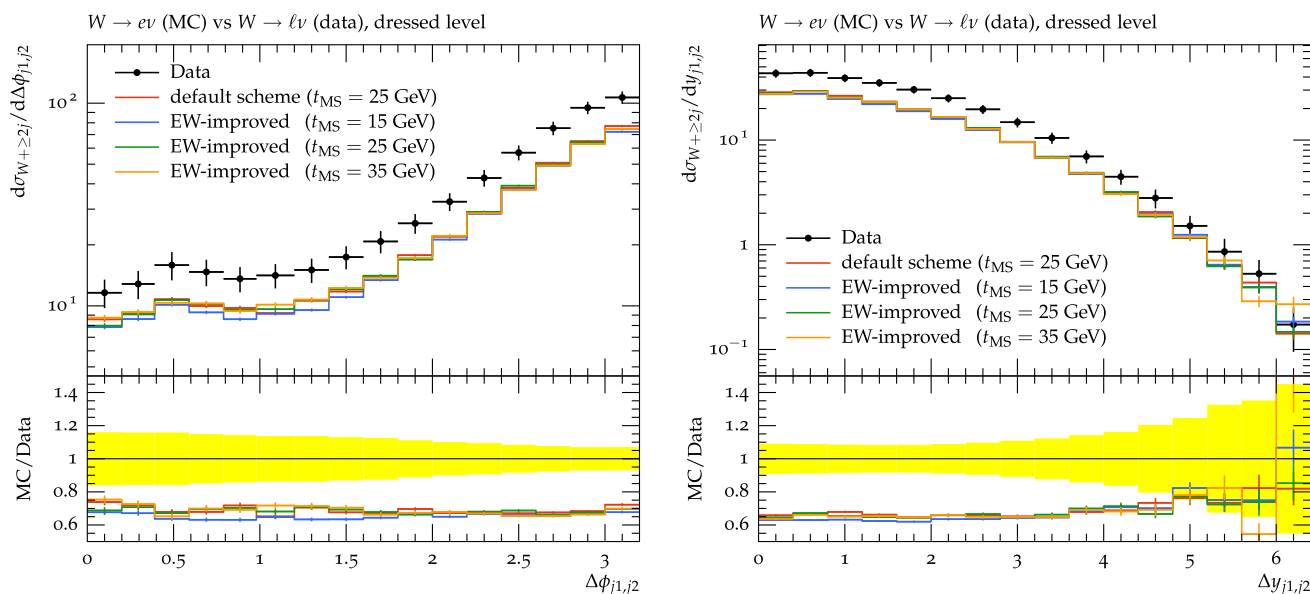 W → eν (MC) vs W → ℓν (data), dressed level
dσ_{W+≥2j}/dΔϕ_{j1,j2}
10²
10¹
Data
default scheme (t_MS = 25 GeV)
EW-improved (t_MS = 15 GeV)
EW-improved (t_MS = 25 GeV)
EW-improved (t_MS = 35 GeV)
MC/Data
1.4
1.2
1
0.8
0.6
0 0.5 1 1.5 2 2.5 3
Δϕ_{j1,j2}
W → eν (MC) vs W → ℓν (data), dressed level
dσ_{W+≥2j}/dy_{j1,j2}
10¹
1
10⁻¹
Data
default scheme (t_MS = 25 GeV)
EW-improved (t_MS = 15 GeV)
EW-improved (t_MS = 25 GeV)
EW-improved (t_MS = 35 GeV)
MC/Data
1.4
1.2
1
0.8
0.6
0 1 2 3 4 5 6
Δy_{j1,j2}